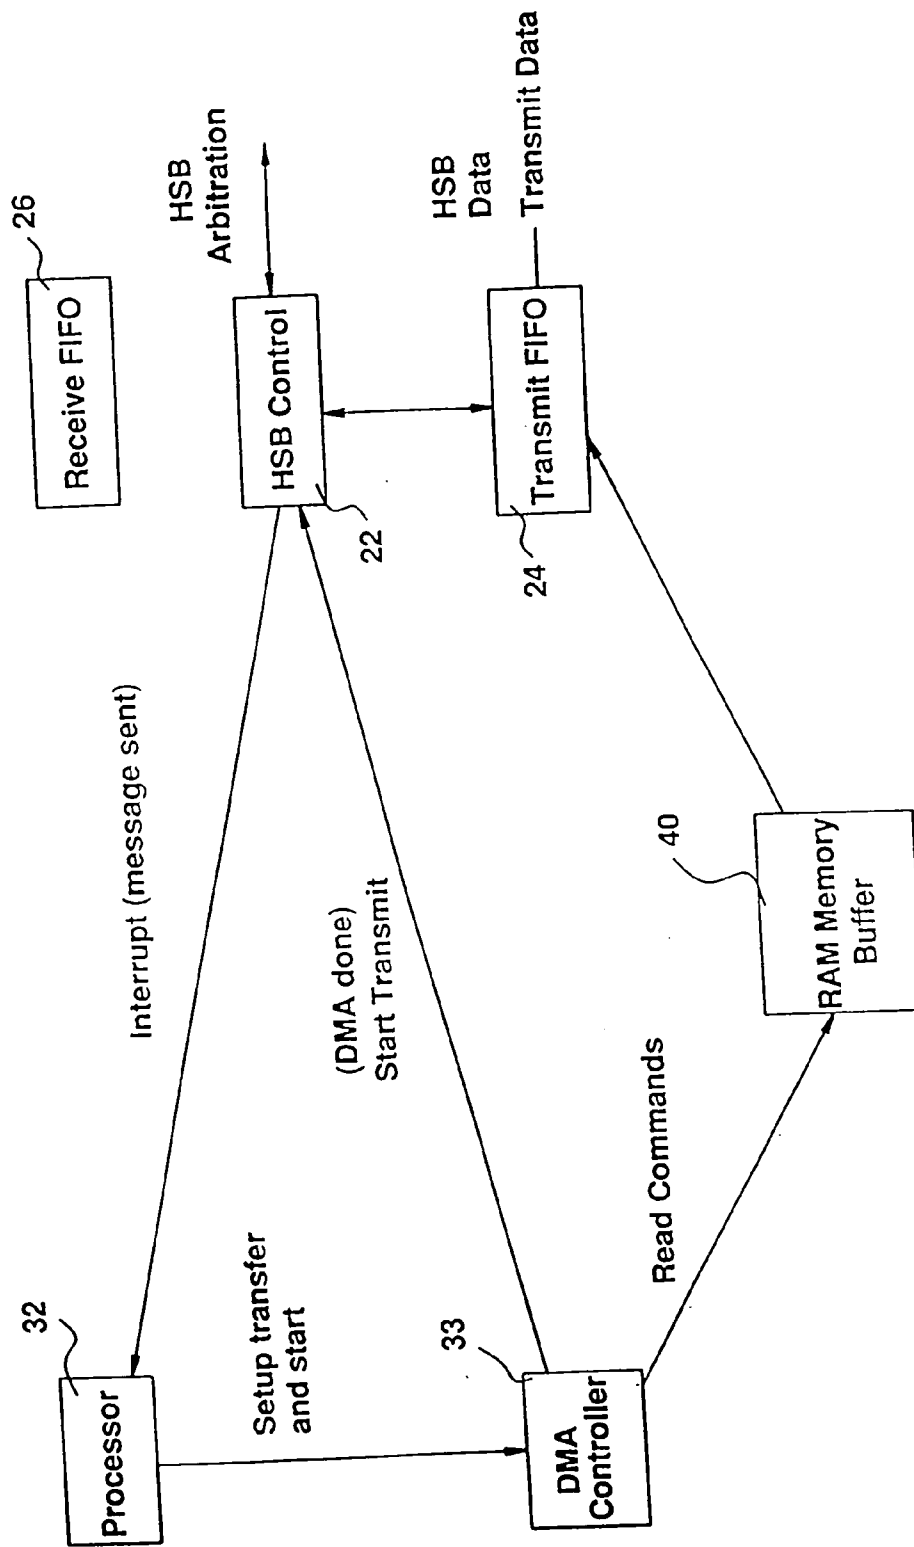 32
Processor
Setup transfer
and start
33
DMA
Controller
Interrupt (message sent)
(DMA done)
Start Transmit
Read Commands
40
RAM Memory
Buffer
26
Receive FIFO
HSB
Arbitration
HSB Control
22
HSB
Data
Transmit FIFO
Transmit Data
24